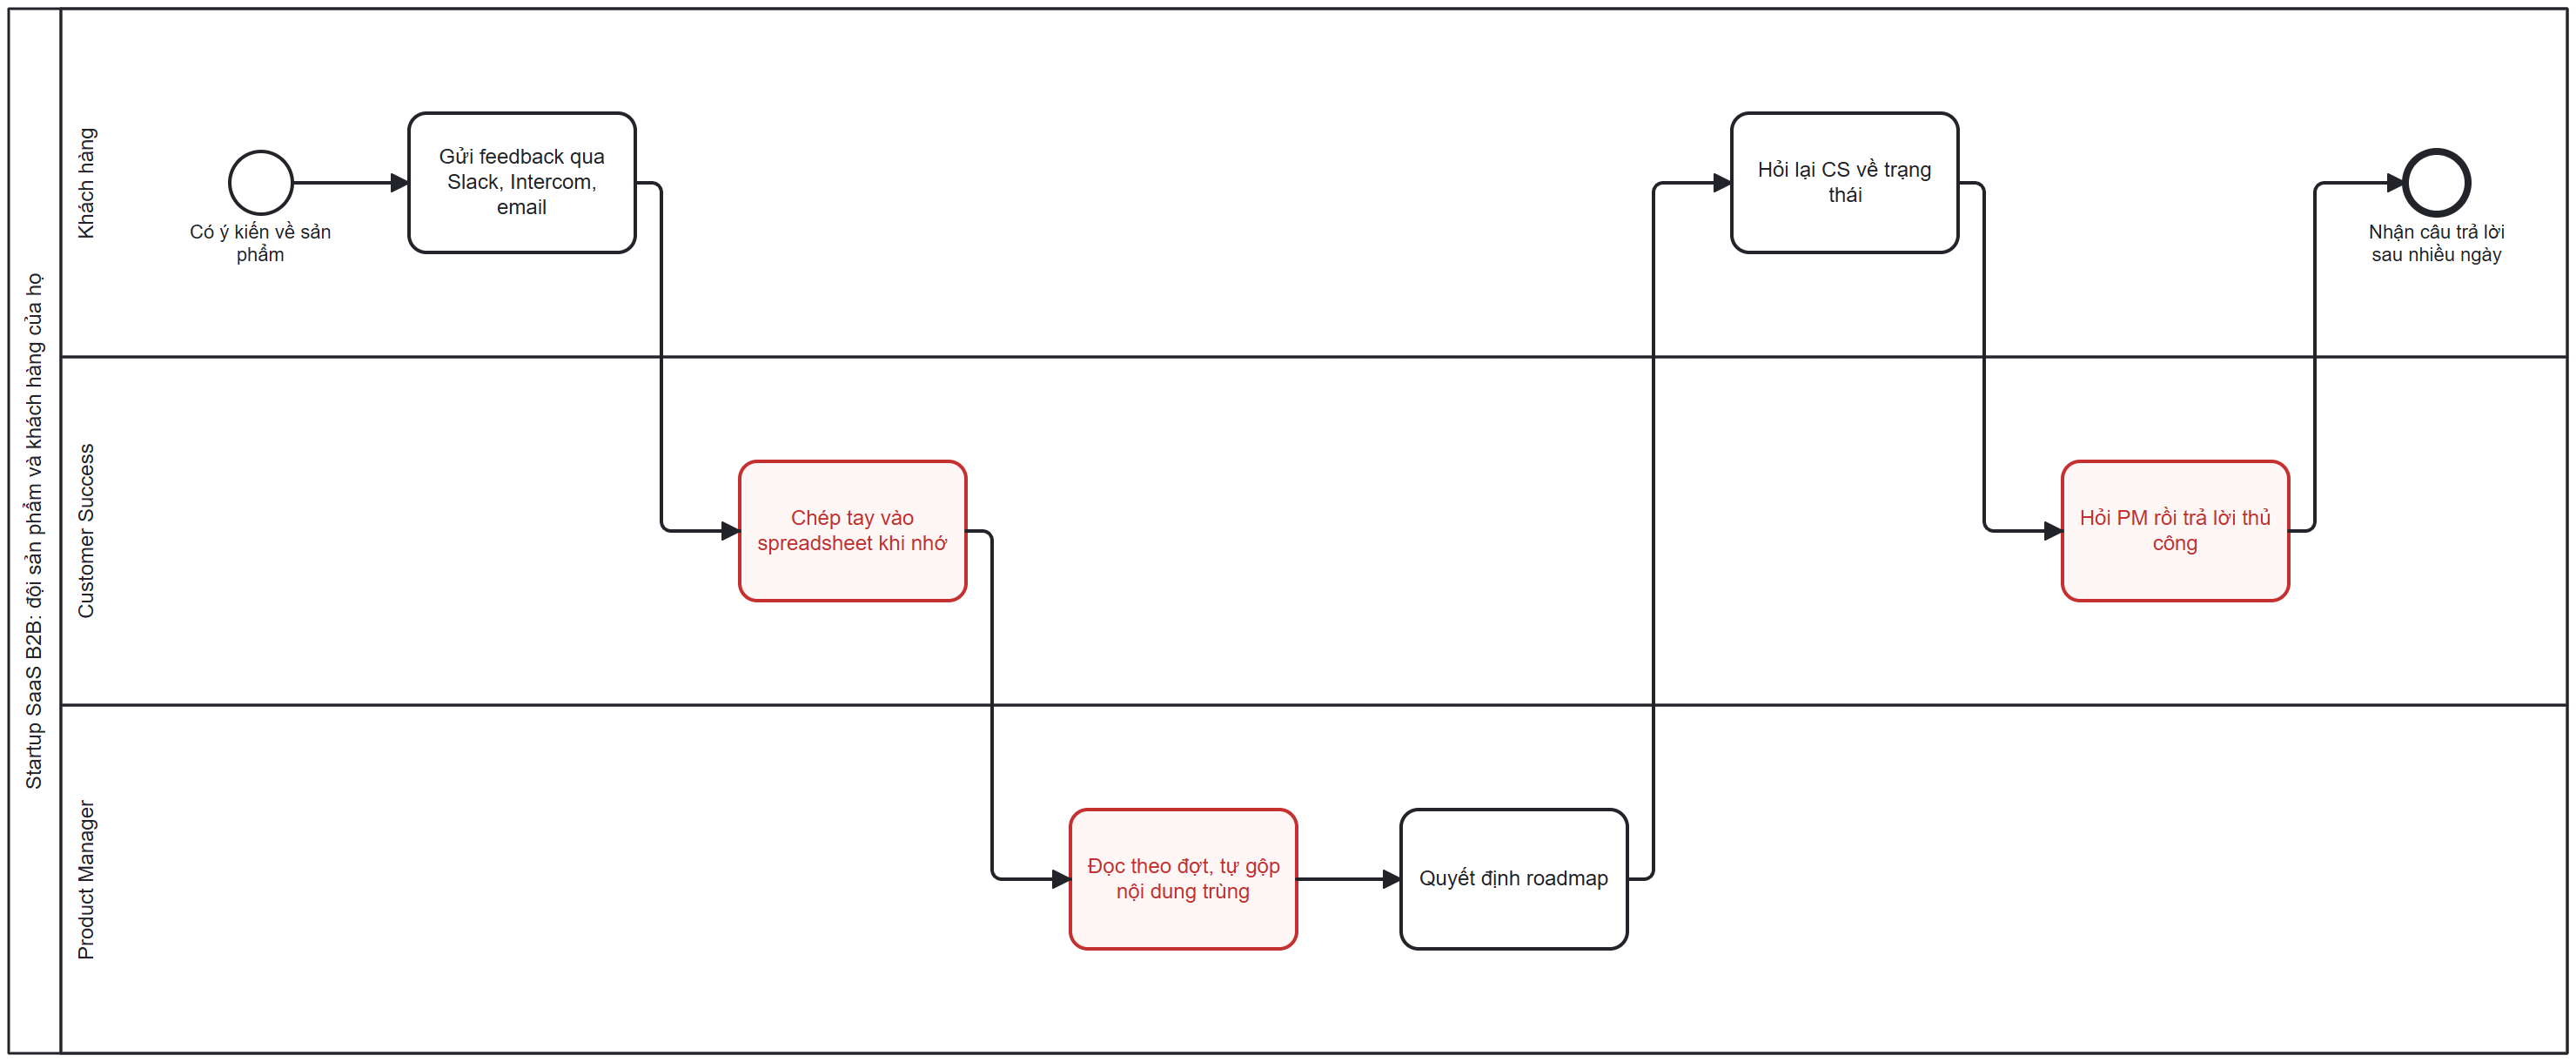 Startup SaaS B2B: đội sản phẩm và khách hàng của họ
Khách hàng
Có ý kiến về sản
phẩm
Gửi feedback qua
Slack, Intercom,
email
Hỏi lại CS về trạng
thái
Nhận câu trả lời
sau nhiều ngày
Customer Success
Chép tay vào
spreadsheet khi nhớ
Hỏi PM rồi trả lời thủ
công
Product Manager
Đọc theo đợt, tự gộp
nội dung trùng
Quyết định roadmap